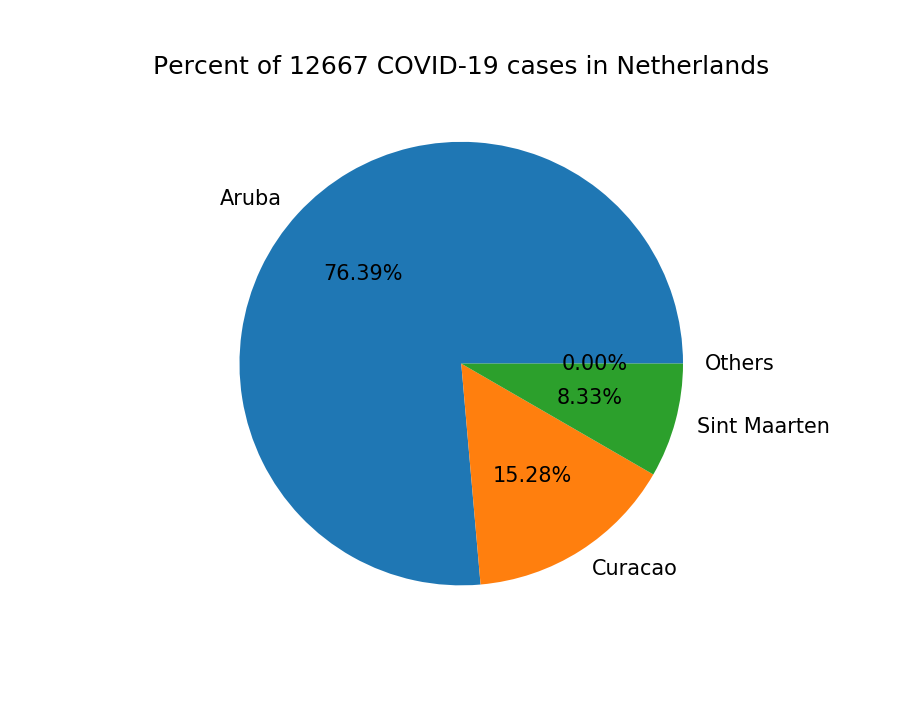 Percent of 12667 COVID-19 cases in Netherlands
Aruba
76.39%
0.00%
Others
8.33%
Sint Maarten
15.28%
Curacao